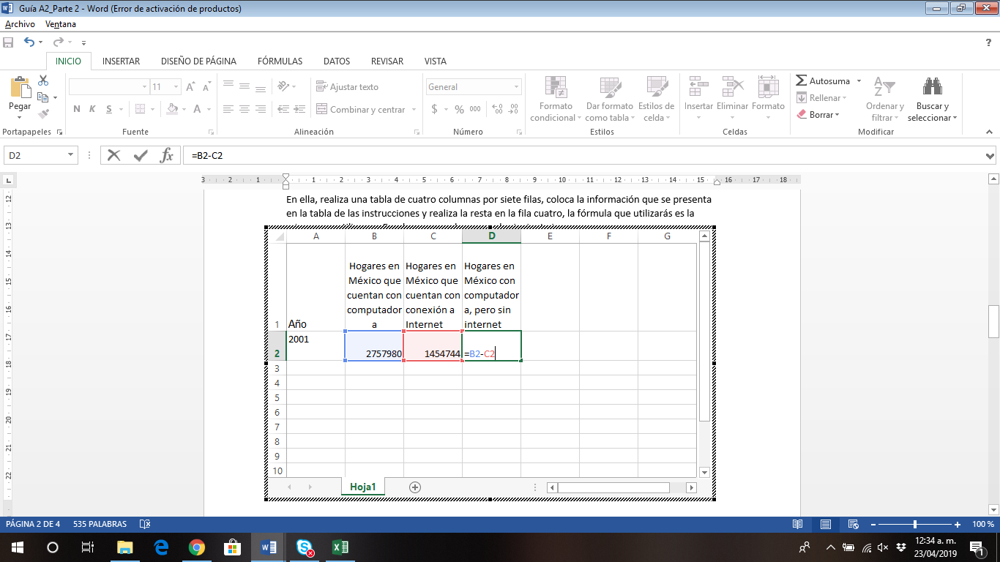 Guía A2_Parte 2 - Word (Error de activación de productos)
Archivo Ventana
?
INICIO INSERTAR DISEÑO DE PÁGINA FÓRMULAS DATOS REVISAR VISTA
Pegar
Portapapeles
11 A A
N K S A
Fuente
Ajustar texto
Combinar y centrar
Alineación
General
$ % 000
Número
Formato condicional
Dar formato como tabla
Estilos de celda
Estilos
Insertar Eliminar Formato
Celdas
Autosuma
Rellenar
Borrar
Ordenar y filtrar
Buscar y seleccionar
Modificar
D2 fx =B2-C2
3 2 1 1 2 3 4 5 6 7 8 9 10 11 12 13 14 15 16 17 18
12 13 14 15 16 17 18 19 20 21 22
En ella, realiza una tabla de cuatro columnas por siete filas, coloca la información que se presenta
en la tabla de las instrucciones y realiza la resta en la fila cuatro, la fórmula que utilizarás es la
A B C D E F G
1 Año
Hogares en
México que
cuentan con
computador
a
Hogares en
México que
cuentan con
conexión a
Internet
Hogares en
México con
computador
a, pero sin
internet
2 2001 2757980 1454744 =B2-C2
3
4
5
6
7
8
9
10
Hoja1
PÁGINA 2 DE 4 535 PALABRAS 100 %
12:34 a. m.
23/04/2019
1